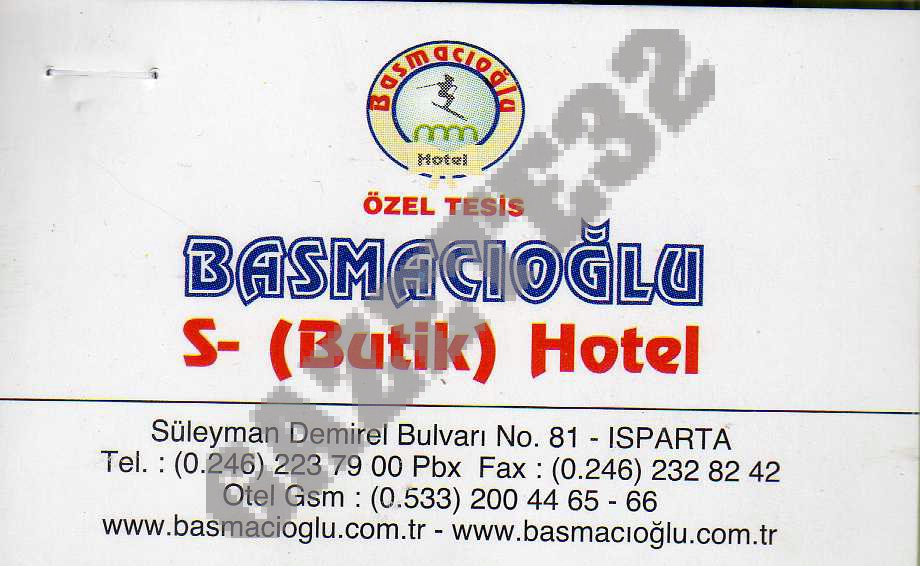 Basmacıoğlu
Hotel
ÖZEL TESİS
BASMACIOĞLU
S- (Butik) Hotel
Süleyman Demirel Bulvarı No. 81 - ISPARTA
Tel. : (0.246) 223 79 00 Pbx Fax : (0.246) 232 82 42
Otel Gsm : (0.533) 200 44 65 - 66
www.basmacioglu.com.tr - www.basmacıoğlu.com.tr
GAZETE32